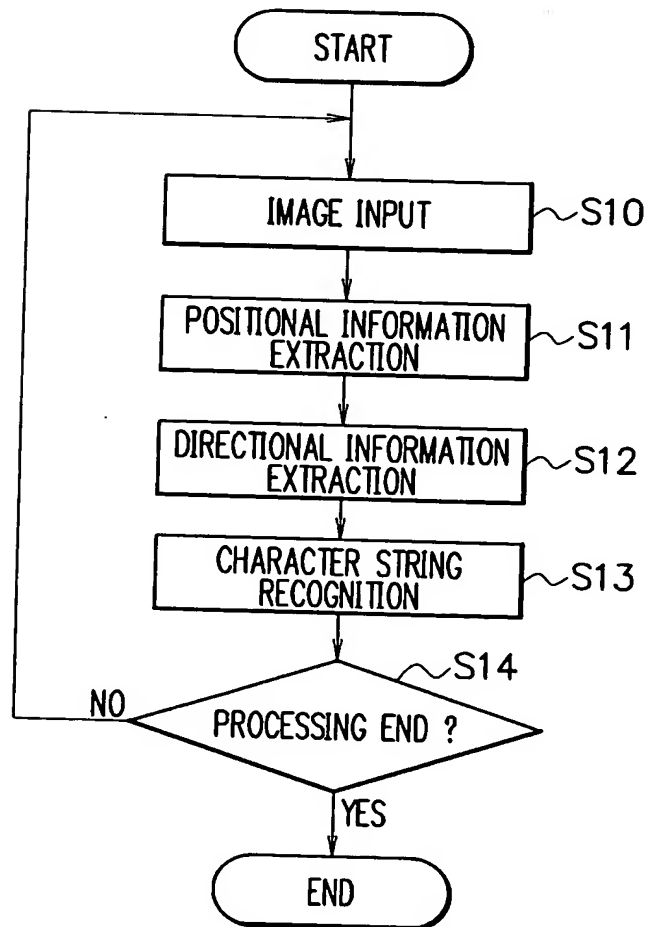 START
IMAGE INPUT
S10
POSITIONAL INFORMATION
EXTRACTION
S11
DIRECTIONAL INFORMATION
EXTRACTION
S12
CHARACTER STRING
RECOGNITION
S13
S14
NO
PROCESSING END ?
YES
END